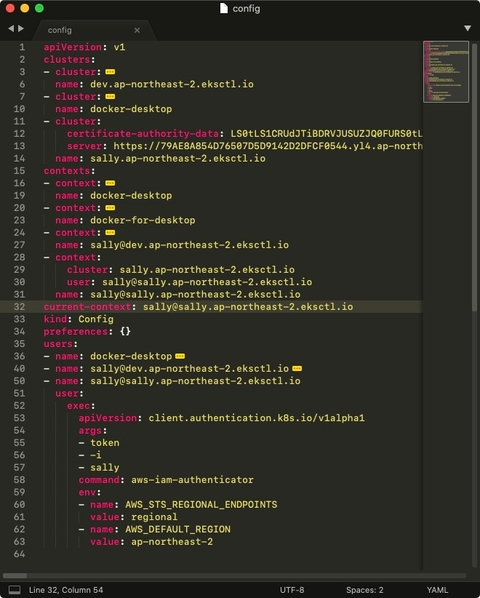 config
config
1 apiVersion: v1
2 clusters:
3 - cluster:
6 name: dev.ap-northeast-2.eksctl.io
7 - cluster:
10 name: docker-desktop
11 - cluster:
12 certificate-authority-data: LS0tLS1CRUdJTiBDRVJUSUZJQ0FURS0tL
13 server: https://79AE8A854D76507D5D9142D2DFCF0544.yl4.ap-north
14 name: sally.ap-northeast-2.eksctl.io
15 contexts:
16 - context:
19 name: docker-desktop
20 - context:
23 name: docker-for-desktop
24 - context:
27 name: sally@dev.ap-northeast-2.eksctl.io
28 - context:
29 cluster: sally.ap-northeast-2.eksctl.io
30 user: sally@sally.ap-northeast-2.eksctl.io
31 name: sally@sally.ap-northeast-2.eksctl.io
32 current-context: sally@sally.ap-northeast-2.eksctl.io
33 kind: Config
34 preferences: {}
35 users:
36 - name: docker-desktop
40 - name: sally@dev.ap-northeast-2.eksctl.io
50 - name: sally@sally.ap-northeast-2.eksctl.io
51 user:
52 exec:
53 apiVersion: client.authentication.k8s.io/v1alpha1
54 args:
55 - token
56 - -i
57 - sally
58 command: aws-iam-authenticator
59 env:
60 - name: AWS_STS_REGIONAL_ENDPOINTS
61 value: regional
62 - name: AWS_DEFAULT_REGION
63 value: ap-northeast-2
64
Line 32, Column 54 UTF-8 Spaces: 2 YAML